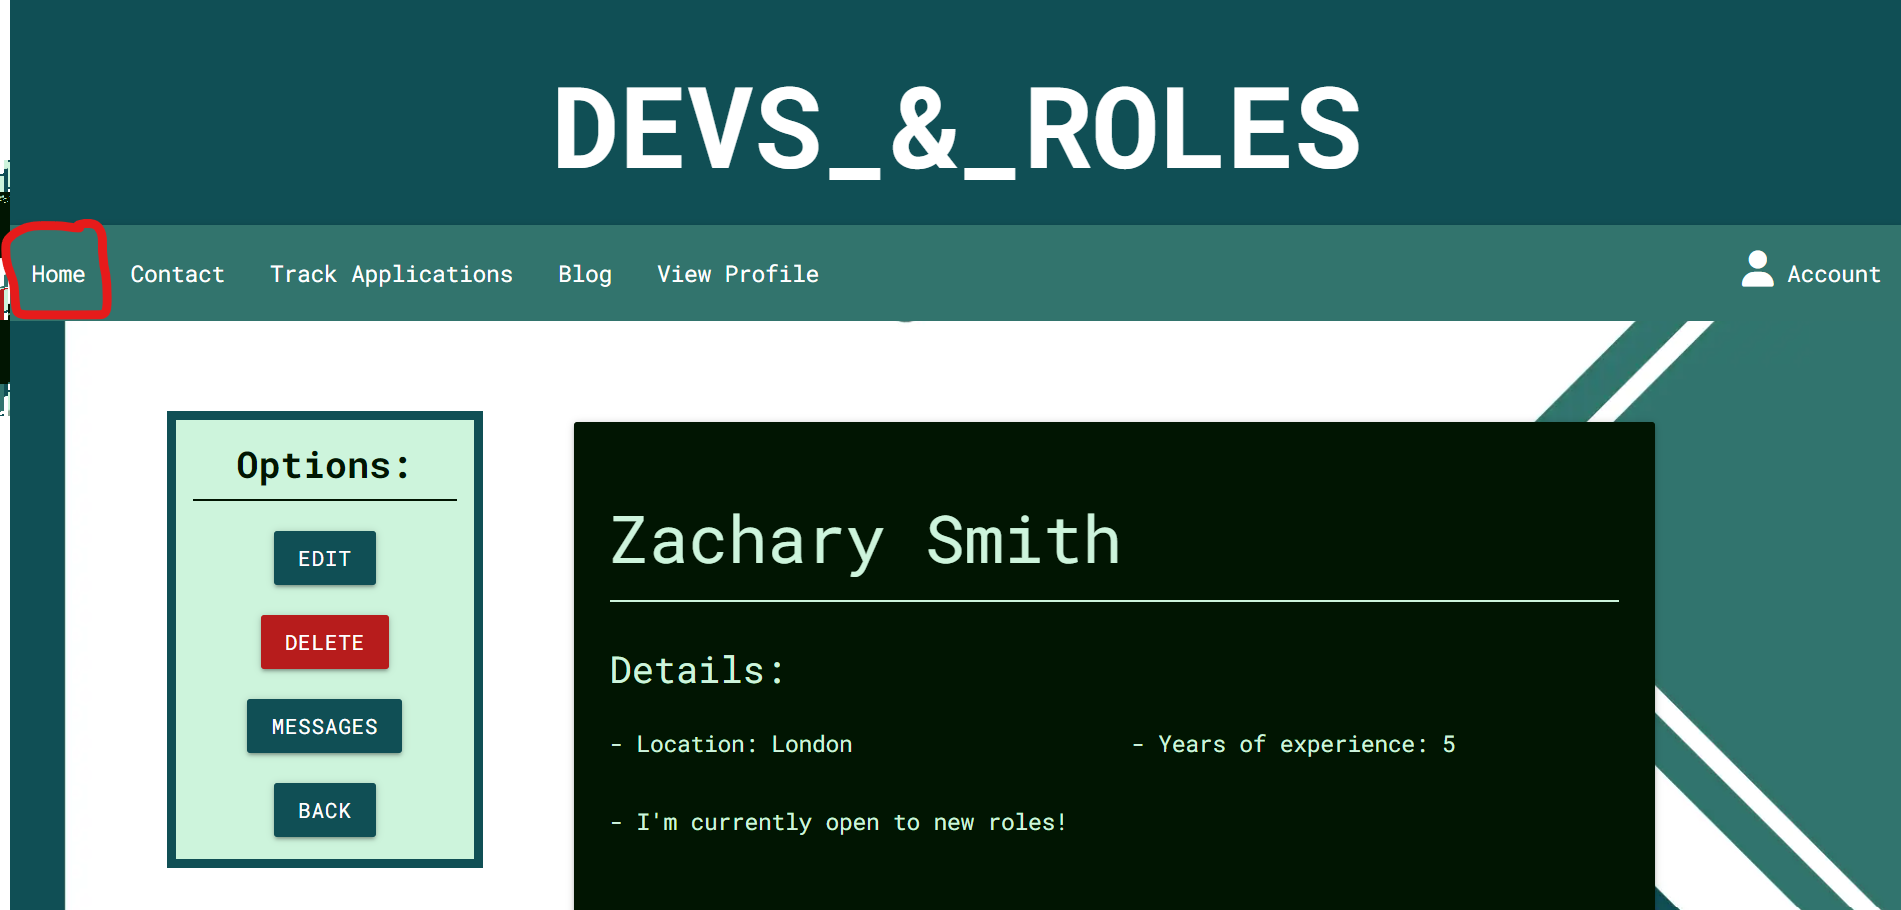 DEVS_&_ROLES
Home Contact Track Applications Blog View Profile Account
Options:
EDIT
DELETE
MESSAGES
BACK
Zachary Smith
Details:
- Location: London
- Years of experience: 5
- I'm currently open to new roles!